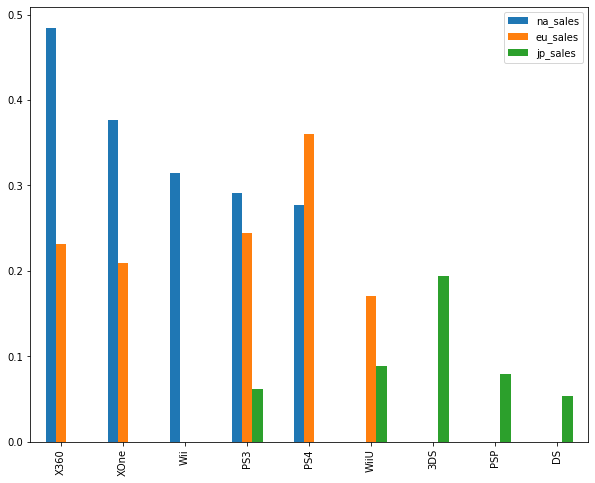 0.5
0.4
0.3
0.2
0.1
0.0
na_sales
eu_sales
jp_sales
X360
XOne
Wii
PS3
PS4
WiiU
3DS
PSP
DS